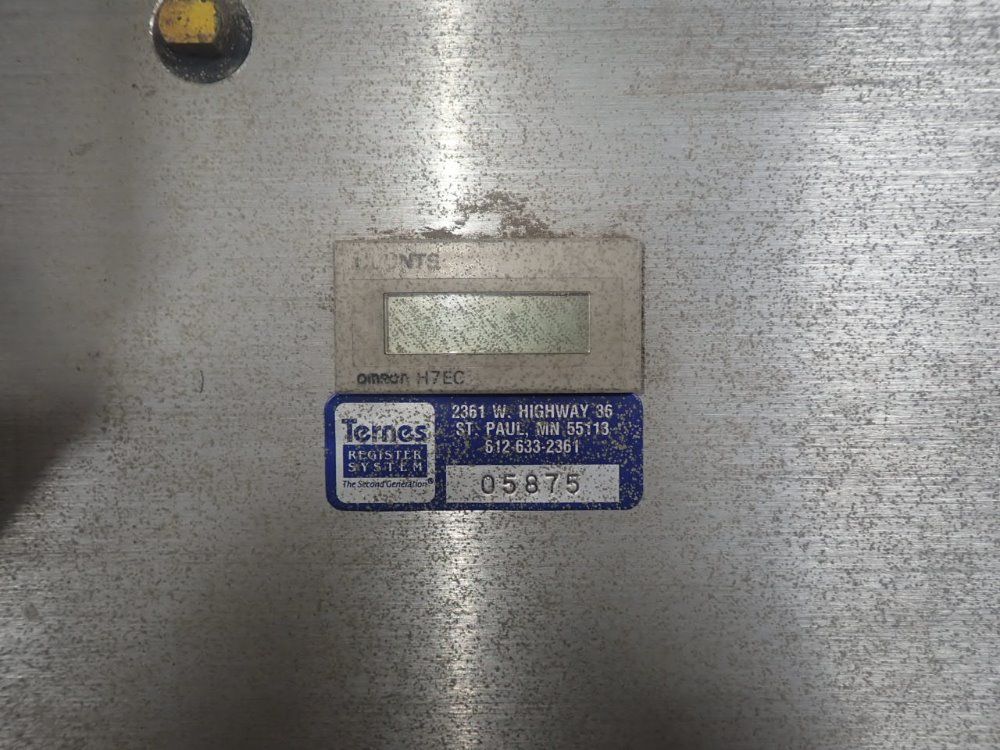 omron H7EC
Ternes
REGISTER
SYSTEM
The Second Generation®
2361 W. HIGHWAY 36
ST. PAUL, MN 55113
612-633-2361
05875